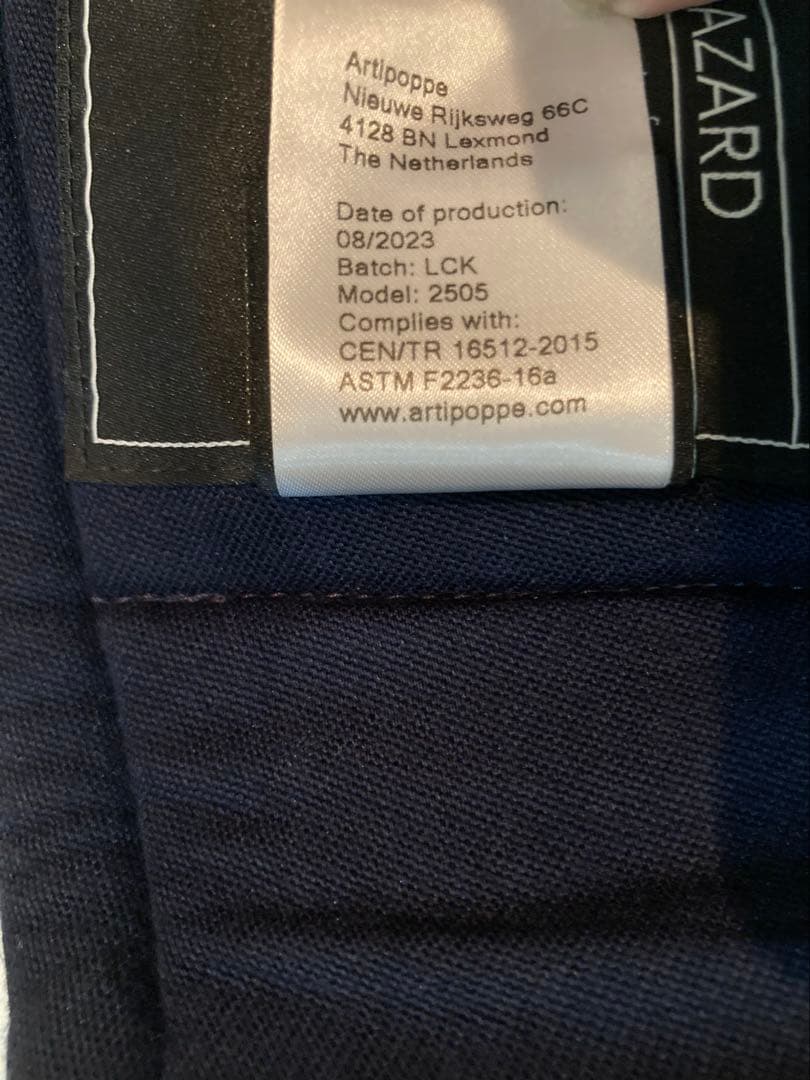 Artipoppe
Nieuwe Rijksweg 66C
4128 BN Lexmond
The Netherlands
Date of production:
08/2023
Batch: LCK
Model: 2505
Complies with:
CEN/TR 16512-2015
ASTM F2236-16a
www.artipoppe.com
AZARD